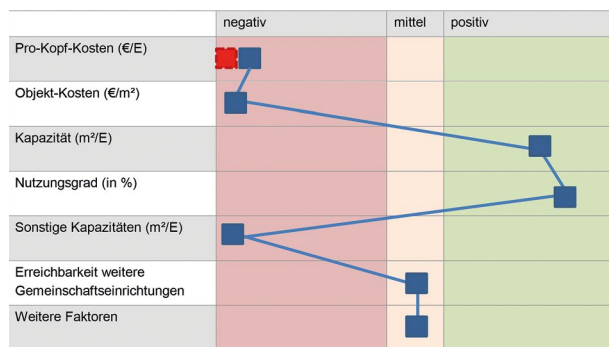 negativ mittel positiv
Pro-Kopf-Kosten (€/E)
Objekt-Kosten (€/m²)
Kapazität (m²/E)
Nutzungsgrad (in %)
Sonstige Kapazitäten (m²/E)
Erreichbarkeit weitere
Gemeinschaftseinrichtungen
Weitere Faktoren